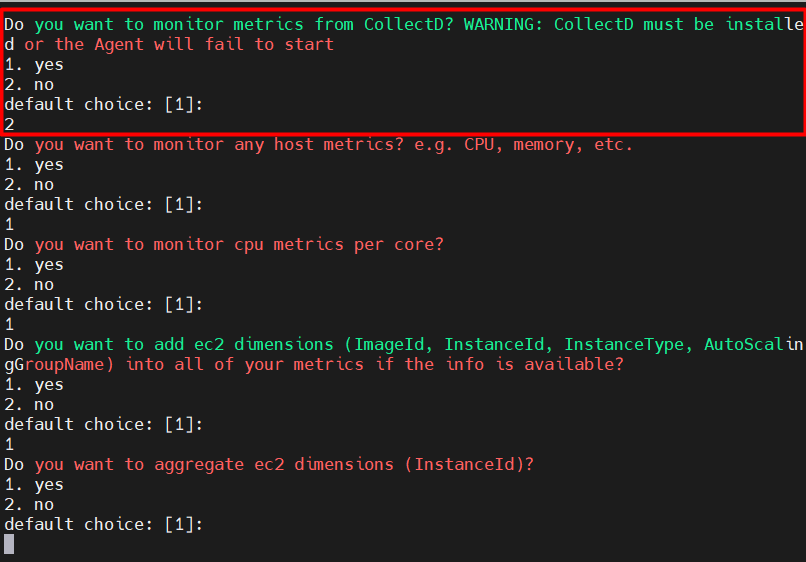 Do you want to monitor metrics from CollectD? WARNING: CollectD must be installe
d or the Agent will fail to start
1. yes
2. no
default choice: [1]:
2
Do you want to monitor any host metrics? e.g. CPU, memory, etc.
1. yes
2. no
default choice: [1]:
1
Do you want to monitor cpu metrics per core?
1. yes
2. no
default choice: [1]:
1
Do you want to add ec2 dimensions (ImageId, InstanceId, InstanceType, AutoScalin
gGroupName) into all of your metrics if the info is available?
1. yes
2. no
default choice: [1]:
1
Do you want to aggregate ec2 dimensions (InstanceId)?
1. yes
2. no
default choice: [1]: